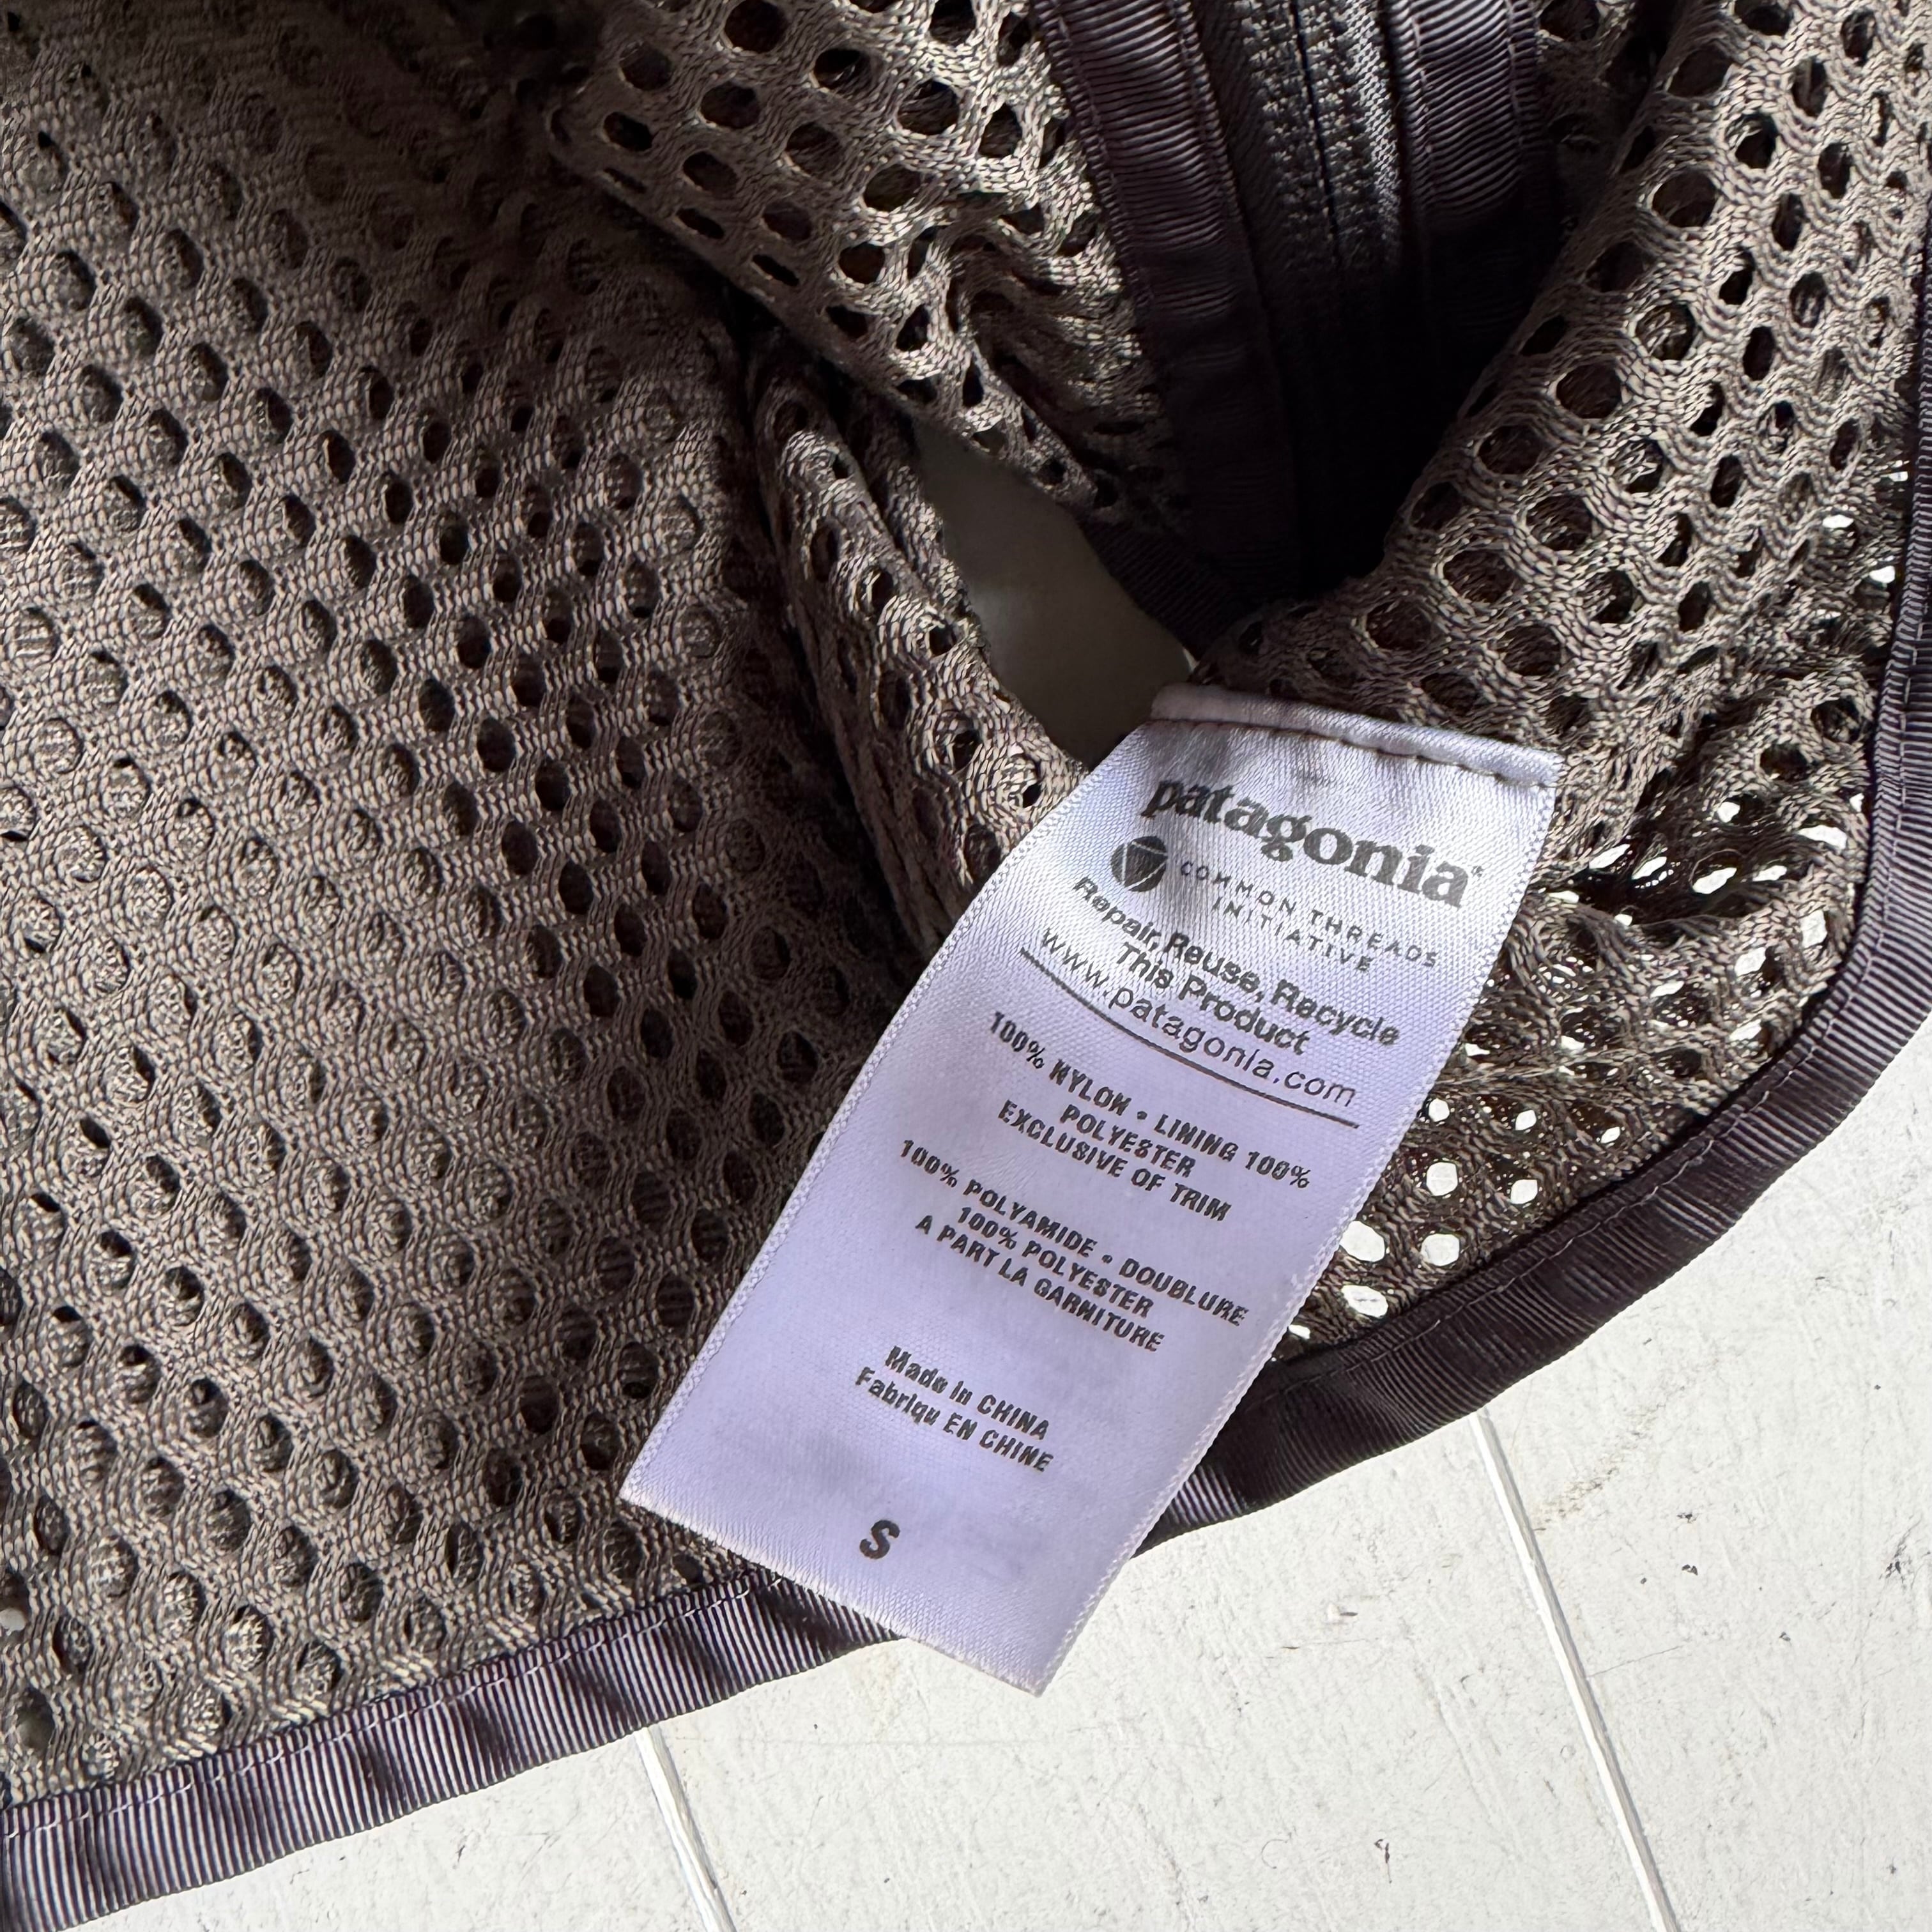 patagonia®
COMMON THREADS
INITIATIVE
Repair, Reuse, Recycle
This Product
www.patagonia.com
100% NYLON • LINING 100%
POLYESTER
EXCLUSIVE OF TRIM
100% POLYAMIDE • DOUBLURE
100% POLYESTER
A PART LA GARNITURE
Made in CHINA
Fabriqu EN CHINE
S